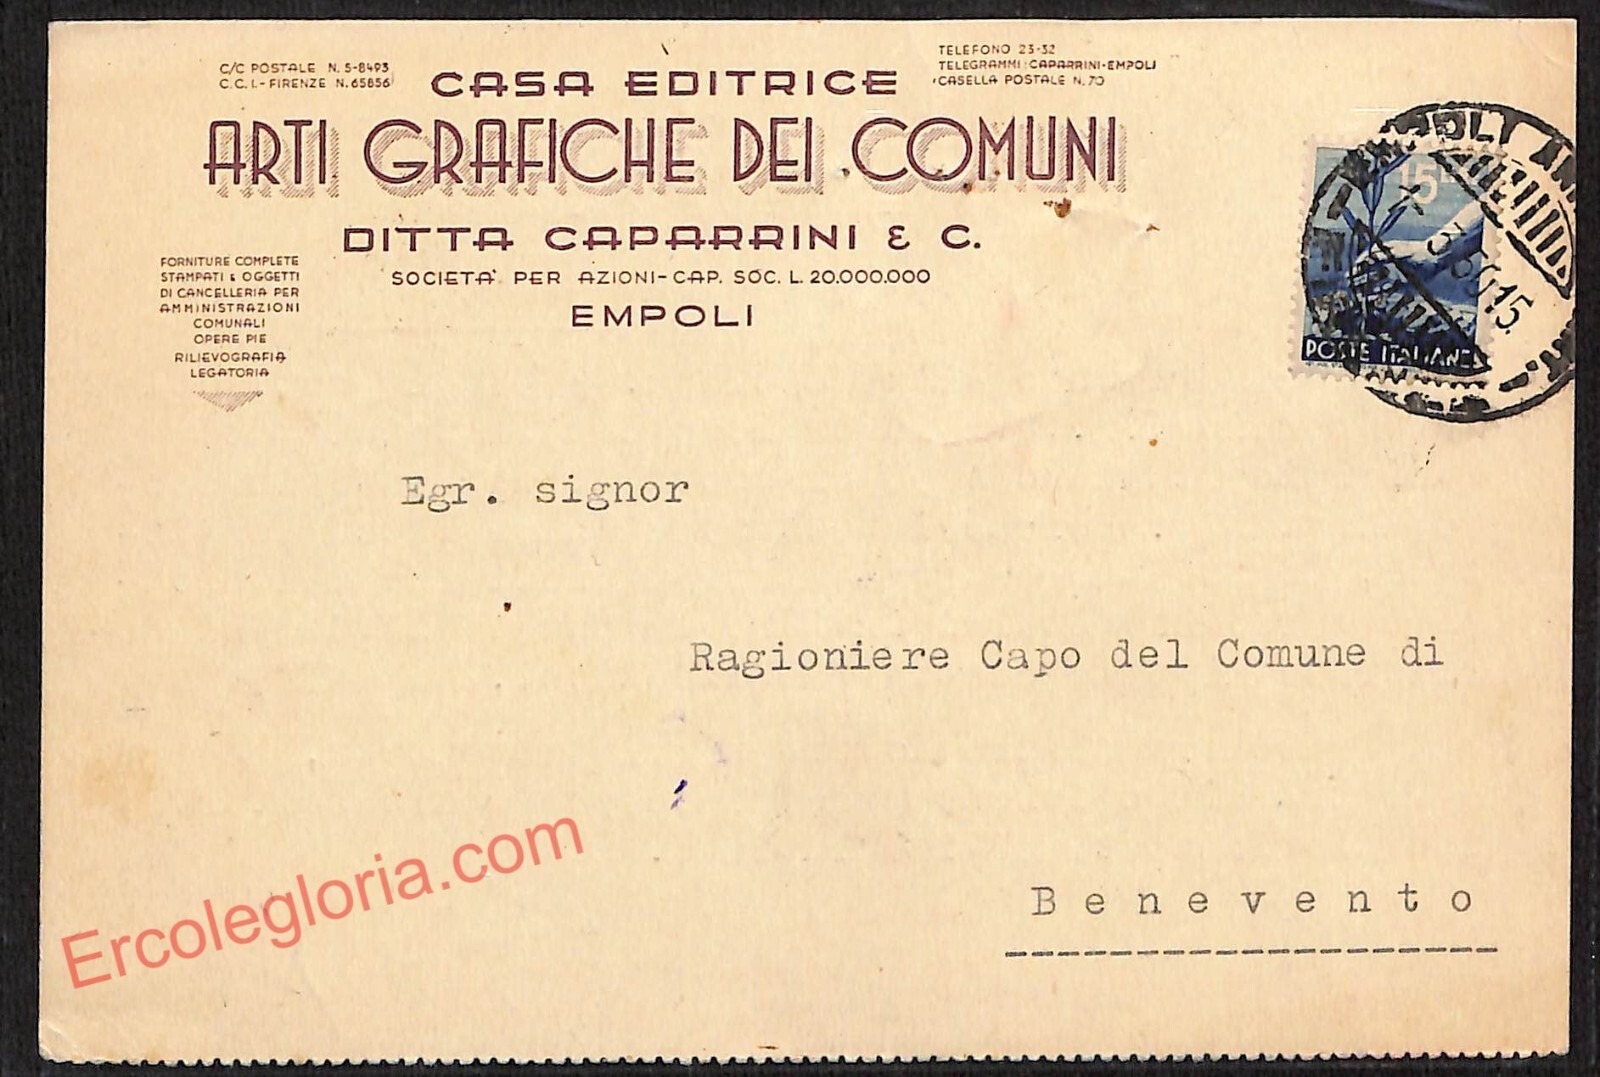 C/C POSTALE N. 5-8493
C.C.I.-FIRENZE N. 65856
CASA EDITRICE
TELEFONO 23-32
TELEGRAMMI: CAPARRINI-EMPOLI
CASELLA POSTALE N. 70
ARTI GRAFICHE DEI COMUNI
DITTA CAPARRINI & C.
SOCIETA' PER AZIONI-CAP. SOC. L. 20.000.000
EMPOLI
FORNITURE COMPLETE
STAMPATI E OGGETTI
DI CANCELLERIA PER
AMMINISTRAZIONI
COMUNALI
OPERE PIE
RILIEVOGRAFIA
LEGATORIA
15
POSTE ITALIANE
Egr. signor
Ragioniere Capo del Comune di
Benevento
Ercolegloria.com